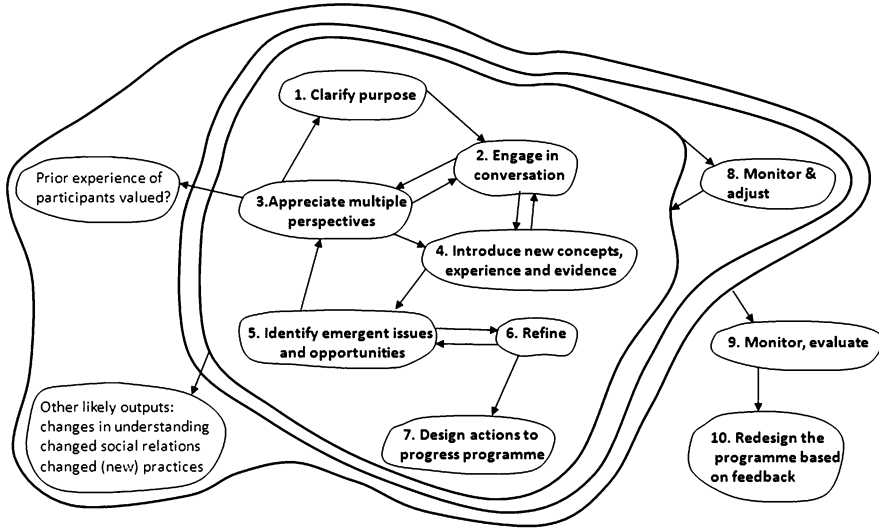 1. Clarify purpose
2. Engage in
conversation
Prior experience of
participants valued?
3.Appreciate multiple
perspectives
8. Monitor &
adjust
4. Introduce new concepts,
experience and evidence
5. Identify emergent issues
and opportunities
6. Refine
9. Monitor, evaluate
Other likely outputs:
changes in understanding
changed social relations
changed (new) practices
7. Design actions to
progress programme
10. Redesign the
programme based
on feedback